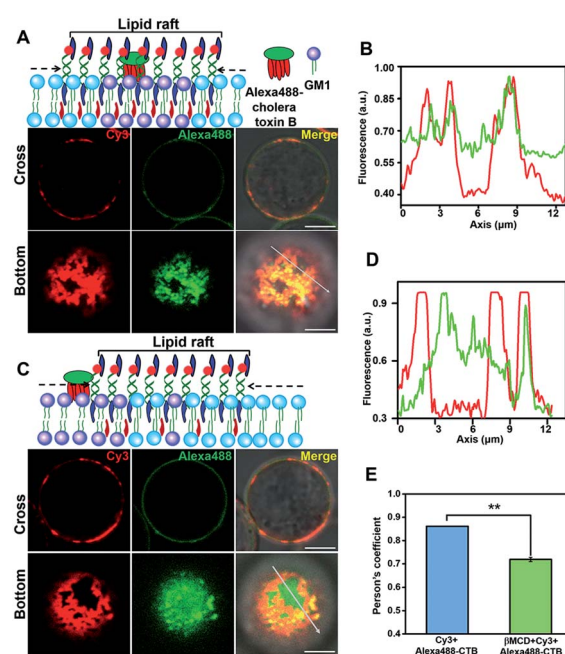 A
Lipid raft
Alexa488-
cholera
toxin B
GM1
Cross
Cy3
Alexa488
Merge
Bottom
B
Fluorescence (a.u.)
1.00
0.85
0.70
0.55
0.40
0
3
6
9
12
Axis (µm)
C
Lipid raft
Cross
Cy3
Alexa488
Merge
Bottom
D
Fluorescence (a.u.)
0.9
0.6
0.3
0
3
6
9
12
Axis (µm)
E
Person's coefficient
1.0
0.9
0.8
0.7
0.6
0.5
0.4
**
Cy3+
Alexa488-CTB
βMCD+Cy3+
Alexa488-CTB